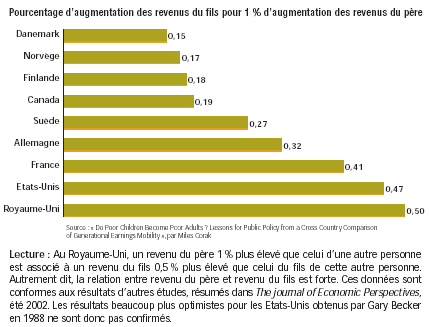 Pourcentage d'augmentation des revenus du fils pour 1 % d'augmentation des revenus du père
Danemark 0,15
Norvège 0,17
Finlande 0,18
Canada 0,19
Suède 0,27
Allemagne 0,32
France 0,41
Etats-Unis 0,47
Royaume-Uni 0,50
Source : « Do Poor Children Become Poor Adults ? Lessons for Public Policy from a Cross Country Comparison
of Generational Earnings Mobility », par Miles Corak
Lecture : Au Royaume-Uni, un revenu du père 1 % plus élevé que celui d'une autre personne
est associé à un revenu du fils 0,5 % plus élevé que celui du fils de cette autre personne.
Autrement dit, la relation entre revenu du père et revenu du fils est forte. Ces données sont
conformes aux résultats d'autres études, résumés dans The Journal of Economic Perspectives,
été 2002. Les résultats beaucoup plus optimistes pour les Etats-Unis obtenus par Gary Becker
en 1988 ne sont donc pas confirmés.